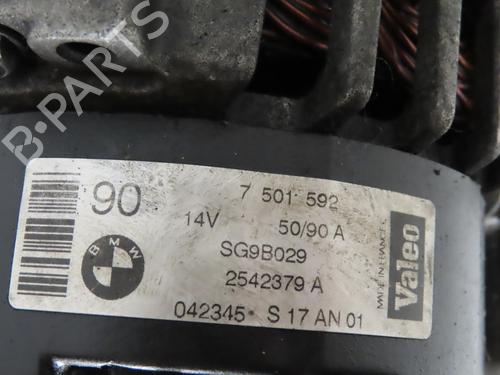 B-PARTS
90
7 501 592
14V 50/90 A
SG9B029
2542379 A
042345 S 17 AN 01
BMW
MADE IN FRANCE
Valeo